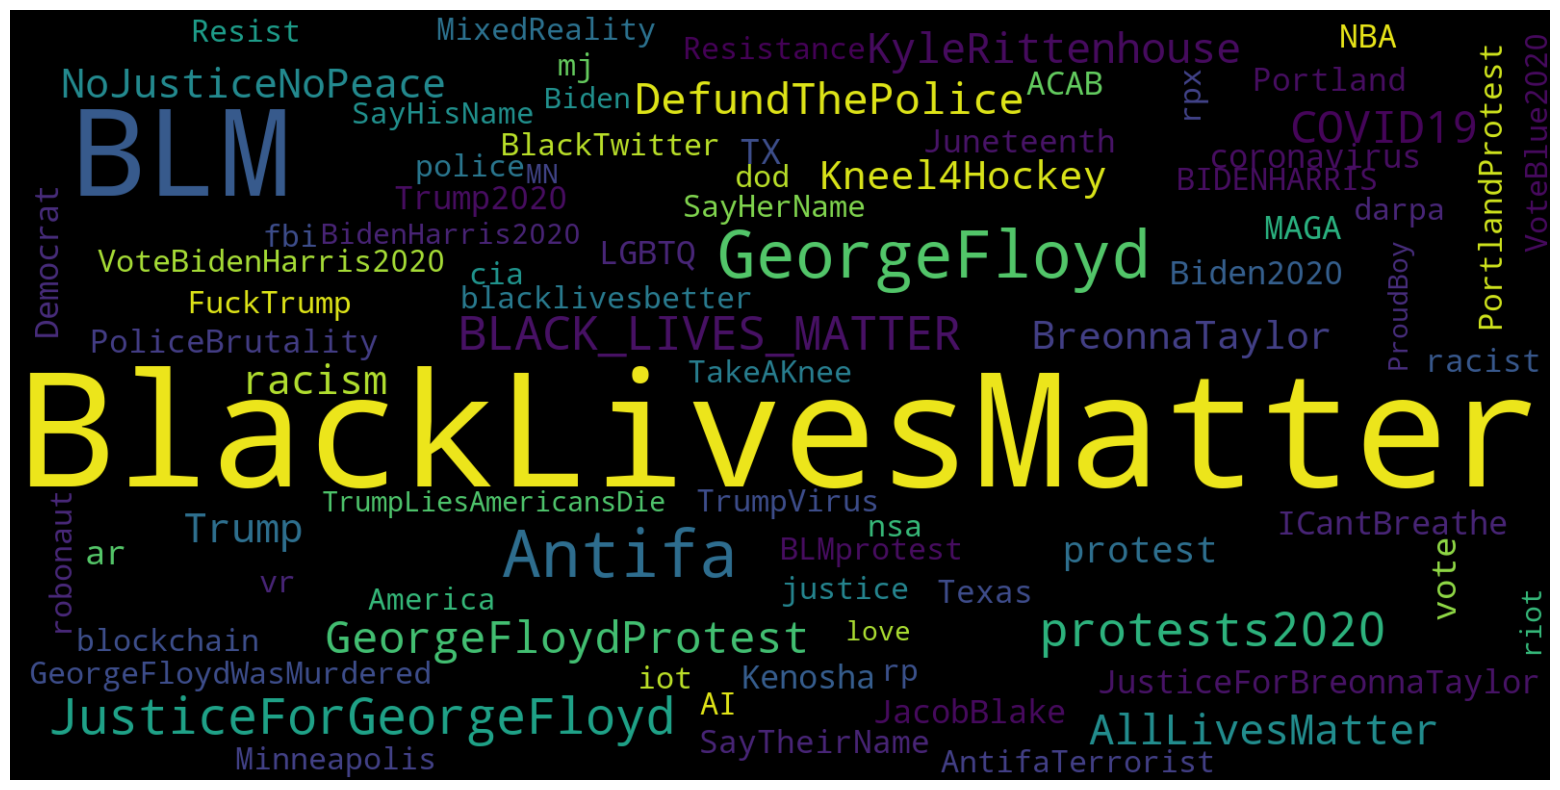 Resist
MixedReality
Resistance
KyleRittenhouse
NBA
VoteBlue2020
NoJusticeNoPeace
mj
Biden
DefundThePolice
ACAB
rpx
Portland
PortlandProtest
BLM
SayHisName
BlackTwitter
TX
Juneteenth
COVID19
coronavirus
police
MN
dod
Kneel4Hockey
BIDENHARRIS
Democrat
Trump2020
SayHerName
darpa
fbi
BidenHarris2020
LGBTQ
GeorgeFloyd
MAGA
VoteBidenHarris2020
cia
Biden2020
ProudBoy
FuckTrump
blacklivesbetter
PoliceBrutality
BLACK_LIVES_MATTER
BreonnaTaylor
racist
racism
TakeAKnee
BlackLivesMatter
robonaut
TrumpLiesAmericansDie
TrumpVirus
Trump
Antifa
nsa
ICantBreathe
ar
BLMprotest
protest
vote
vr
America
justice
Texas
riot
blockchain
GeorgeFloydProtest
love
protests2020
GeorgeFloydWasMurdered
iot
Kenosha
rp
JusticeForBreonnaTaylor
JusticeForGeorgeFloyd
AI
JacobBlake
AllLivesMatter
Minneapolis
SayTheirName
AntifaTerrorist